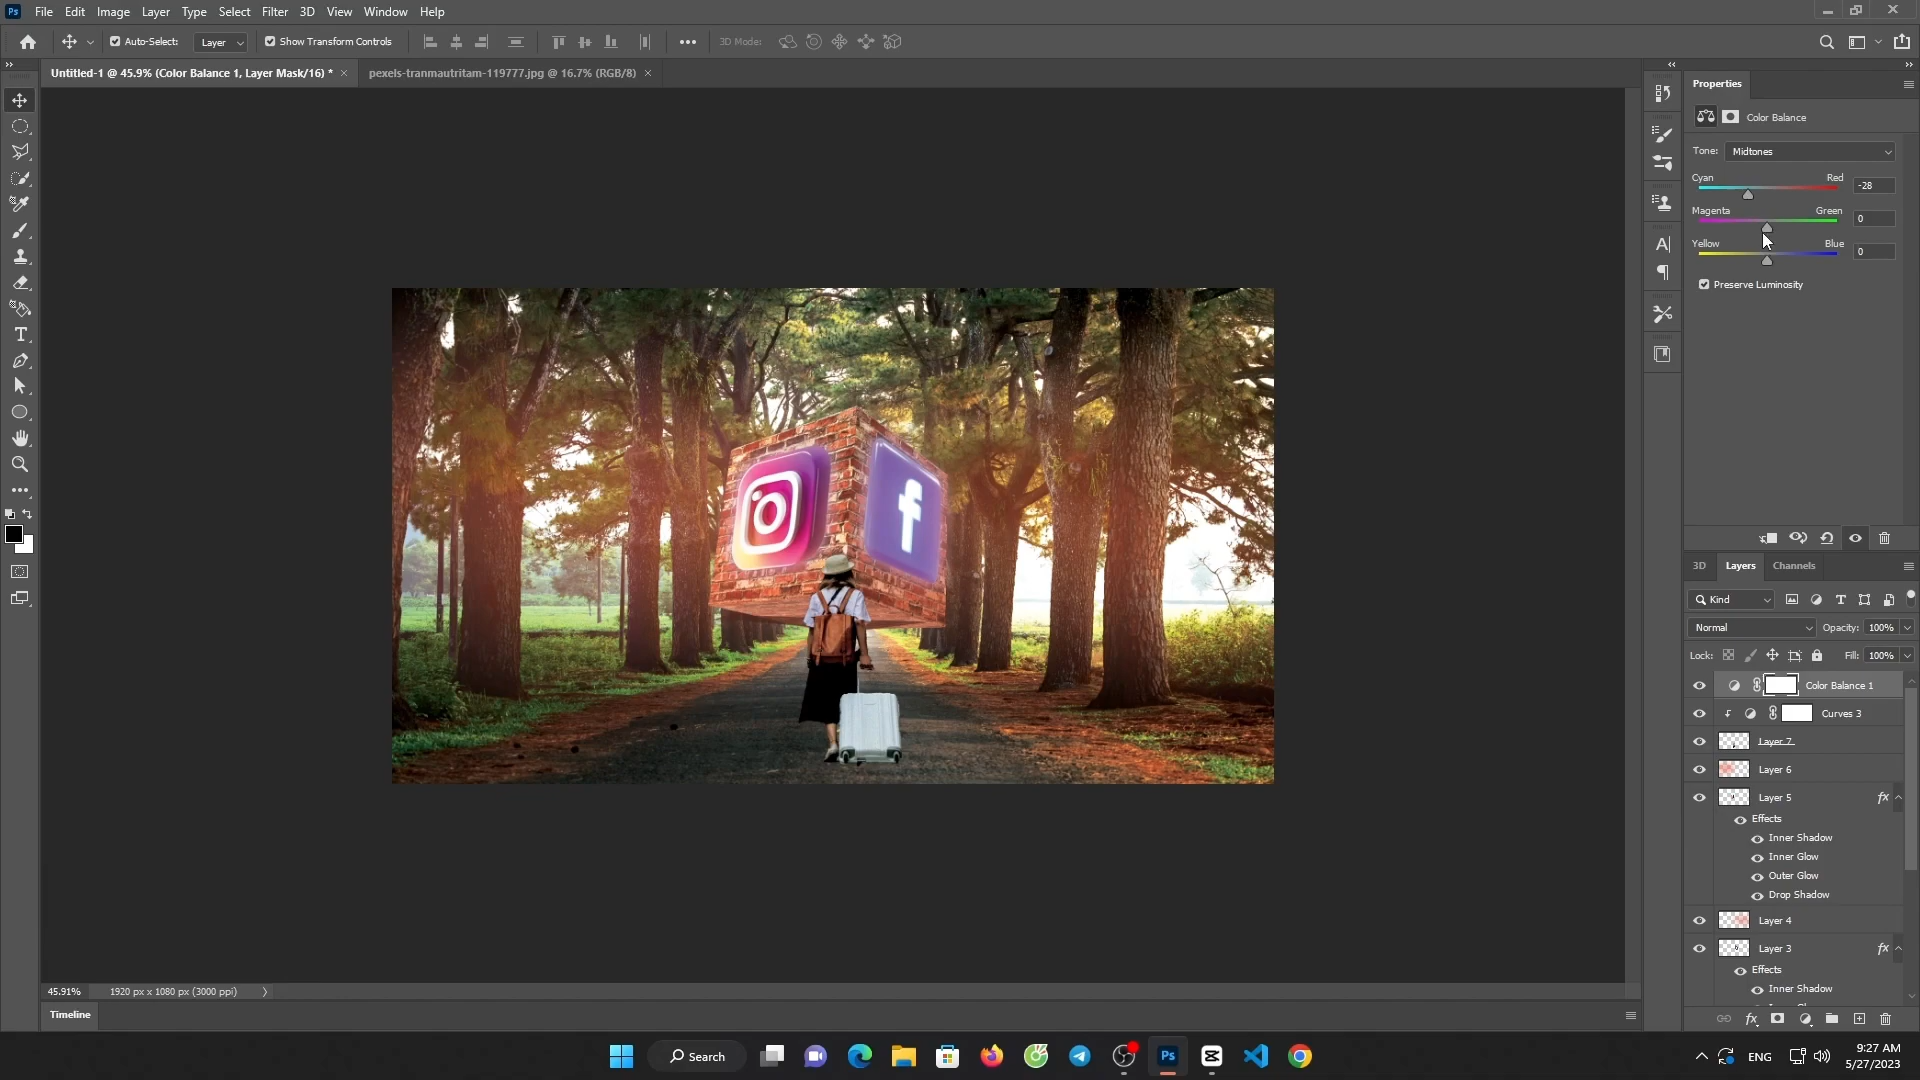 File Edit Image Layer Type Select Filter 3D View Window Help
Auto-Select: Layer Show Transform Controls 3D Mode:
Untitled-1 @ 45.9% (Color Balance 1, Layer Mask/16) * × pexels-tranmautritam-119777.jpg @ 16.7% (RGB/8) ×
Properties
Color Balance
Tone: Midtones
Cyan Red -28
Magenta Green 0
Yellow Blue 0
Preserve Luminosity
3D Layers Channels
Kind
Normal Opacity: 100%
Lock: Fill: 100%
Color Balance 1
Curves 3
Layer 7
Layer 6
Layer 5 fx
Effects
Inner Shadow
Inner Glow
Outer Glow
Drop Shadow
Layer 4
Layer 3 fx
Effects
Inner Shadow
45.91% 1920 px x 1080 px (3000 ppi)
Timeline
Search
ENG
9:27 AM
5/27/2023